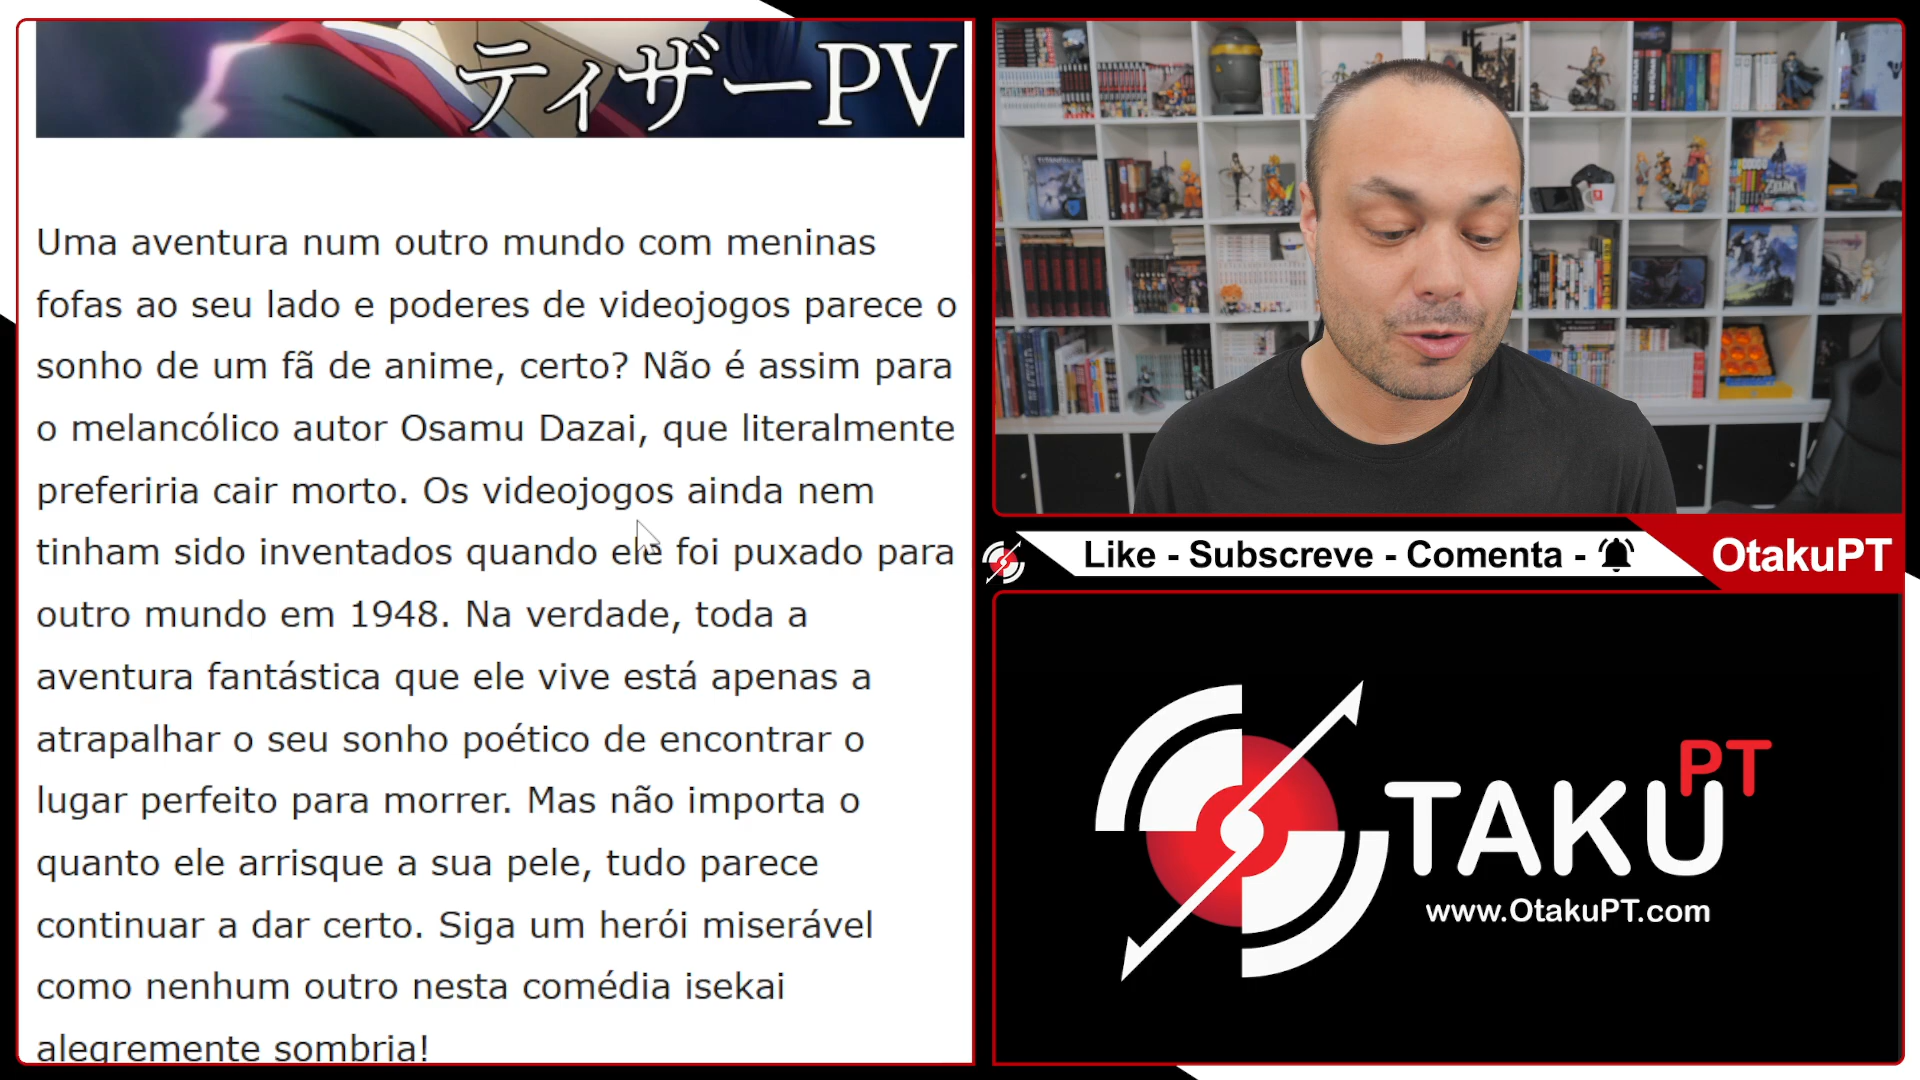 ティザーPV
Uma aventura num outro mundo com meninas
fofas ao seu lado e poderes de videojogos parece o
sonho de um fã de anime, certo? Não é assim para
o melancólico autor Osamu Dazai, que literalmente
preferiria cair morto. Os videojogos ainda nem
tinham sido inventados quando ele foi puxado para
outro mundo em 1948. Na verdade, toda a
aventura fantástica que ele vive está apenas a
atrapalhar o seu sonho poético de encontrar o
lugar perfeito para morrer. Mas não importa o
quanto ele arrisque a sua pele, tudo parece
continuar a dar certo. Siga um herói miserável
como nenhum outro nesta comédia isekai
alegremente sombria!
Like - Subscreve - Comenta -
OtakuPT
OTAKU PT
www.OtakuPT.com